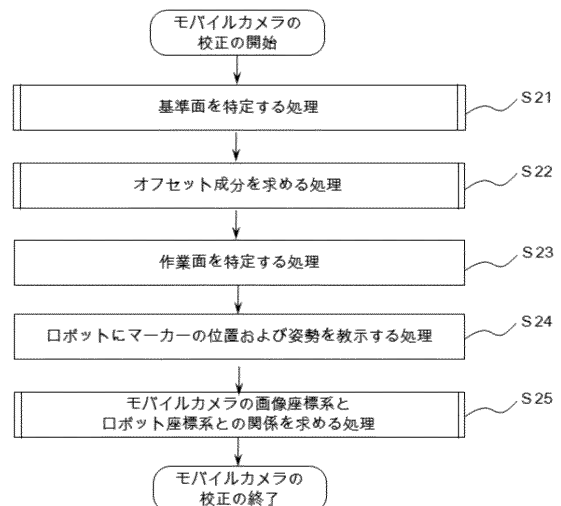 モバイルカメラの
校正の開始
基準面を特定する処理
S21
オフセット成分を求める処理
S22
作業面を特定する処理
S23
ロボットにマーカーの位置および姿勢を教示する処理
S24
モバイルカメラの画像座標系と
ロボット座標系との関係を求める処理
S25
モバイルカメラの
校正の終了